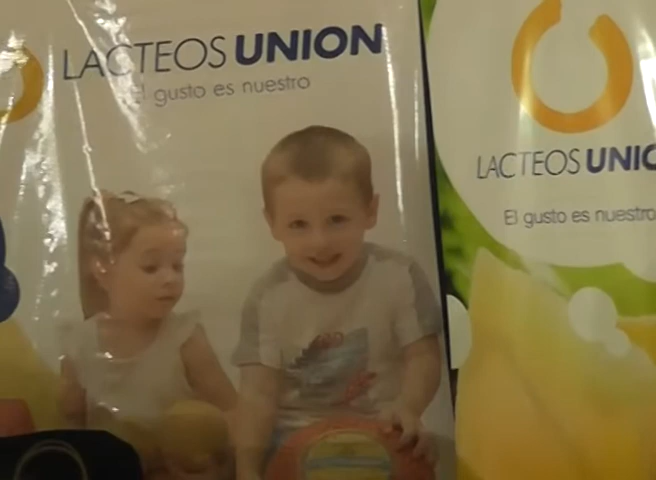 LACTEOS UNION
El gusto es nuestro
LACTEOS UNIO
El gusto es nuestro